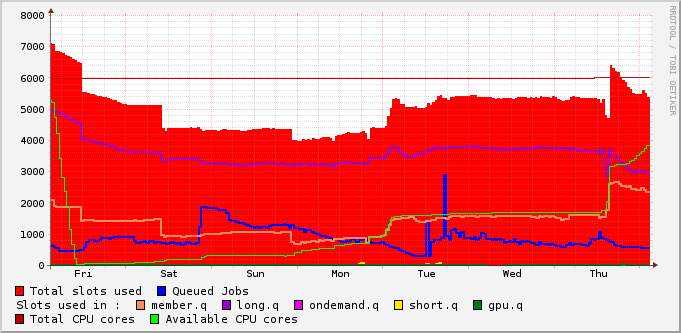 8000
7000
6000
5000
4000
3000
2000
1000
0
Fri Sat Sun Mon Tue Wed Thu
Total slots used Queued Jobs
Slots used in : member.q long.q ondemand.q short.q gpu.q
Total CPU cores Available CPU cores
RRDTOOL / TOBI OETIKER